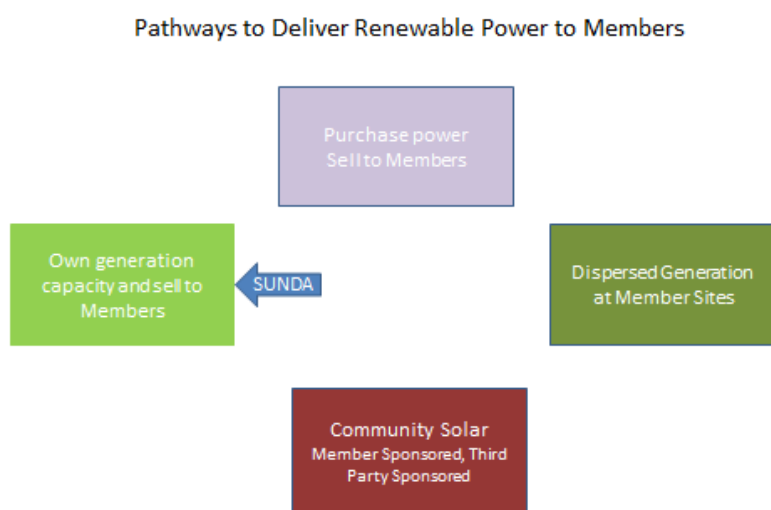 Pathways to Deliver Renewable Power to Members
Purchase power
Sell to Members
Own generation
capacity and sell to
Members
SUNDA
Dispersed Generation
at Member Sites
Community Solar
Member Sponsored, Third
Party Sponsored